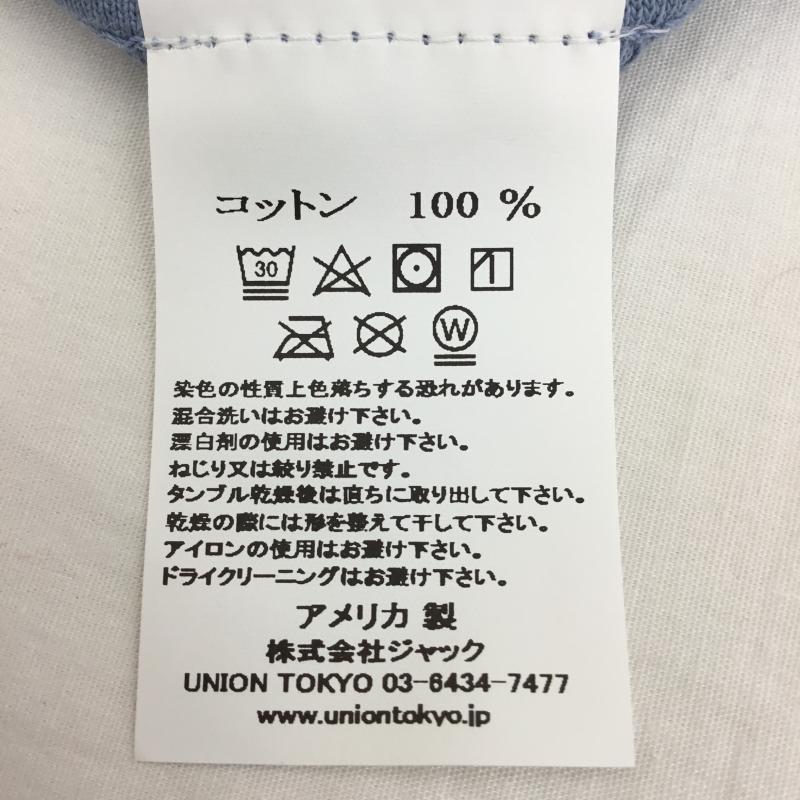 コットン 100 %
30
W
染色の性質上色落ちする恐れがあります。
混合洗いはお避け下さい。
漂白剤の使用はお避け下さい。
ねじり又は絞り禁止です。
タンブル乾燥後は直ちに取り出して下さい。
乾燥の際には形を整えて干して下さい。
アイロンの使用はお避け下さい。
ドライクリーニングはお避け下さい。
アメリカ 製
株式会社ジャック
UNION TOKYO 03-6434-7477
www.uniontokyo.jp